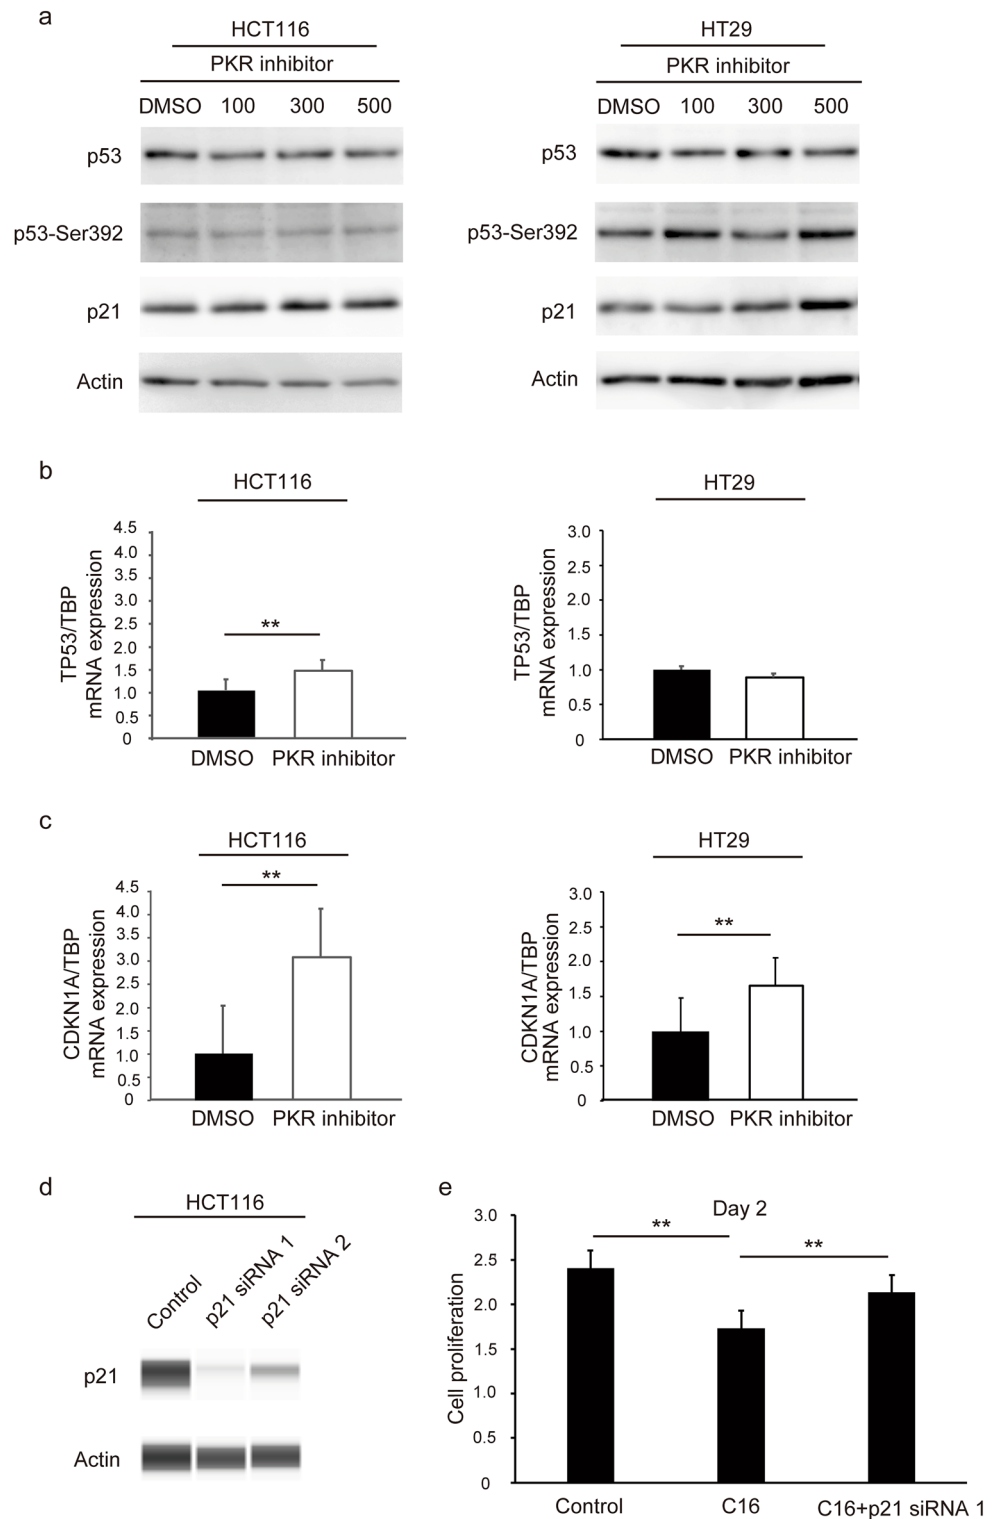 a
HCT116
PKR inhibitor
DMSO 100 300 500
p53
p53-Ser392
p21
Actin
HT29
PKR inhibitor
DMSO 100 300 500
p53
p53-Ser392
p21
Actin
b
HCT116
TP53/TBP
mRNA expression
4.5
4.0
3.5
3.0
2.5
2.0
1.5
1.0
0.5
0
**
DMSO PKR inhibitor
HT29
TP53/TBP
mRNA expression
3.0
2.5
2.0
1.5
1.0
0.5
0
DMSO PKR inhibitor
c
HCT116
**
CDKN1A/TBP
mRNA expression
4.5
4.0
3.5
3.0
2.5
2.0
1.5
1.0
0.5
0
DMSO PKR inhibitor
HT29
**
CDKN1A/TBP
mRNA expression
3.0
2.5
2.0
1.5
1.0
0.5
0
DMSO PKR inhibitor
d
HCT116
Control
p21 siRNA 1
p21 siRNA 2
p21
Actin
e
Day 2
**
**
Cell proliferation
3.0
2.5
2.0
1.5
1.0
0.5
0
Control C16 C16+p21 siRNA 1